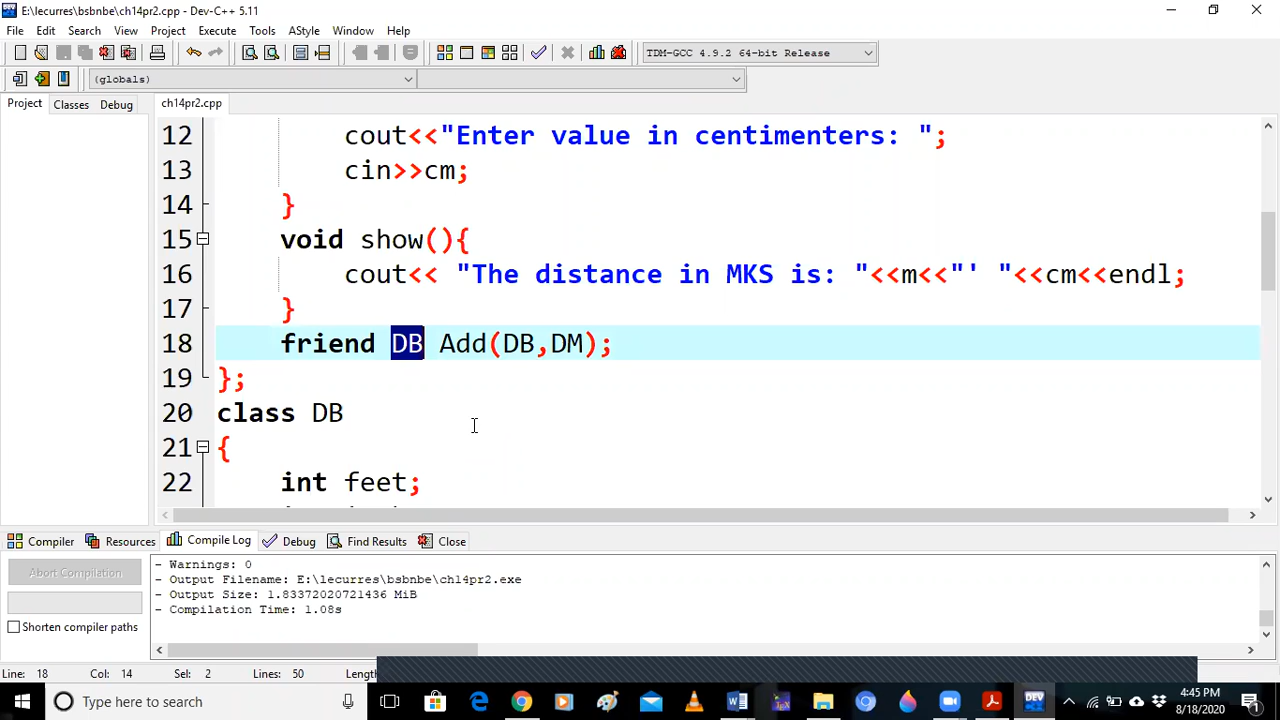 E:\lecurres\bsbnbe\ch14pr2.cpp - Dev-C++ 5.11
File Edit Search View Project Execute Tools AStyle Window Help
TDM-GCC 4.9.2 64-bit Release
(globals)
Project Classes Debug ch14pr2.cpp
12 cout<<"Enter value in centimenters: ";
13 cin>>cm;
14 }
15 void show(){
16 cout<< "The distance in MKS is: "<<m<<"' "<<cm<<endl;
17 }
18 friend DB Add(DB,DM);
19 };
20 class DB
21 {
22 int feet;
Compiler Resources Compile Log Debug Find Results Close
Abort Compilation
Shorten compiler paths
- Warnings: 0
- Output Filename: E:\lecurres\bsbnbe\ch14pr2.exe
- Output Size: 1.83372020721436 MiB
- Compilation Time: 1.08s
Line: 18 Col: 14 Sel: 2 Lines: 50
Type here to search
4:45 PM
8/18/2020